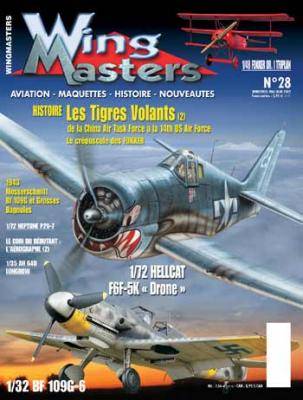 WINGMASTERS
Wing
Masters
1/48 FOKKER DR. I TRIPLAN
AVIATION - MAQUETTES - HISTOIRE - NOUVEAUTES
N°28
HISTOIRE Les Tigres Volants (2)
de la China Air Task Force à la 14th US Air Force
Le crépuscule des FOKKER
1943
Messerschmitt
BF 109G et Grosses
Bagnoles
1/72 NEPTUNE P2V-7
LE COIN DU DÉBUTANT :
L'AÉROGRAPHE (2)
1/35 AH 64D
LONGBOW
1/72 HELLCAT
F6F-5K « Drone »
1/32 BF 109G-6